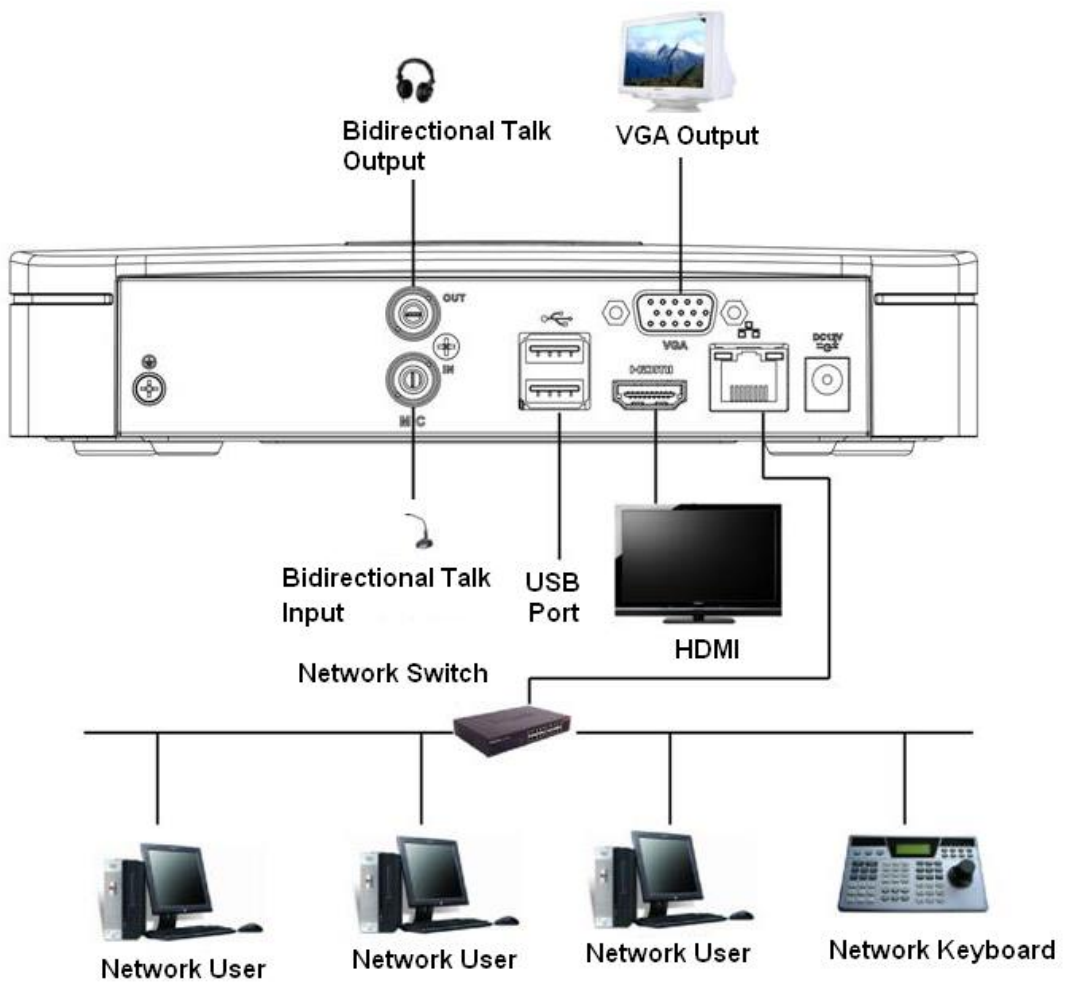 Bidirectional Talk
Output
VGA Output
OUT
IN
MIC
VGA
HDMI
DC12V
Bidirectional Talk
Input
USB
Port
HDMI
Network Switch
Network User
Network User
Network User
Network Keyboard